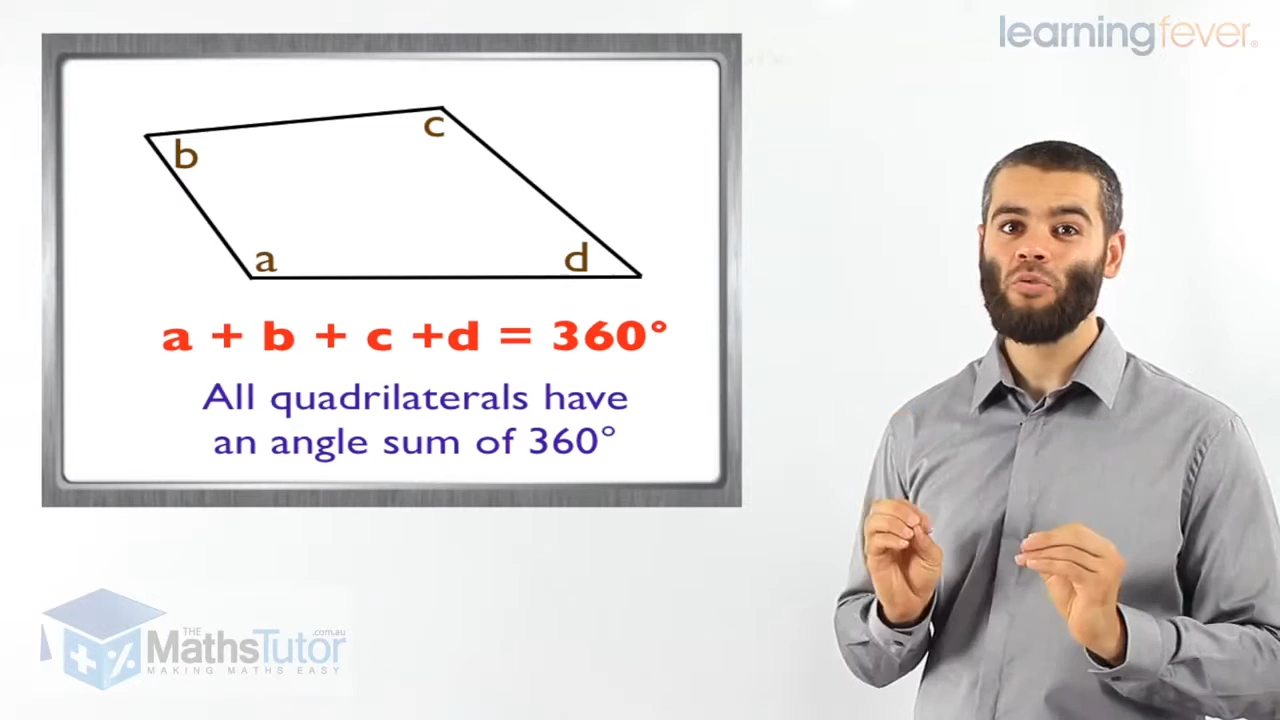 learningfever
b
c
a
d
a + b + c +d = 360°
All quadrilaterals have
an angle sum of 360°
THE
MathsTutor.com.au
MAKING MATHS EASY